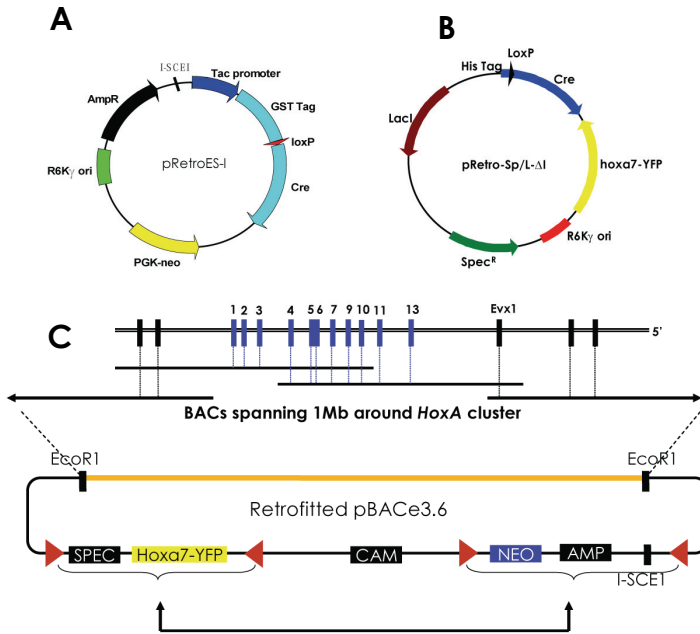 A
I-SCEI
Tac promoter
AmpR
GST Tag
loxP
pRetroES-I
R6Kγ ori
Cre
PGK-neo
B
LoxP
His Tag
Cre
LacI
pRetro-Sp/L-ΔI
hoxa7-YFP
R6Kγ ori
Spec^R
C
1 2 3 4 5 6 7 9 10 11 13 Evx1
5'
BACs spanning 1Mb around HoxA cluster
EcoR1 EcoR1
Retrofitted pBACe3.6
SPEC Hoxa7-YFP CAM NEO AMP
I-SCE1